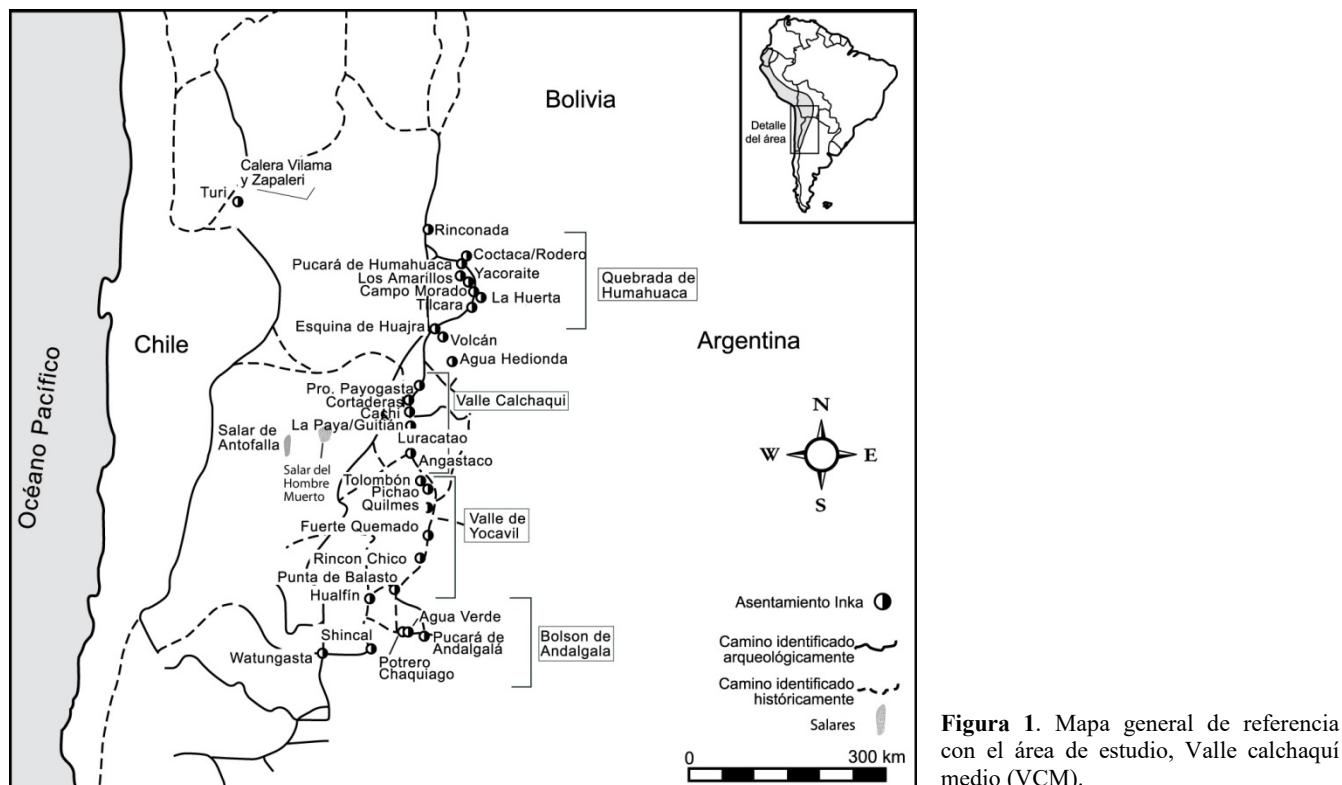 Bolivia
Detalle
del área
Calera Vilama
y Zapaleri
Turi
Rinconada
Coctaca/Rodero
Pucará de Humahuaca
Yacoraite
Los Amarillos
Campo Morado
La Huerta
Tilcara
Quebrada de
Humahuaca
Esquina de Huajra
Volcán
Chile
Argentina
Agua Hedionda
Océano Pacífico
Pro. Payogasta
Cortaderas
Valle Calchaqui
Cachi
La Paya/Guitián
Salar de
Antofalla
Luracatao
Salar del
Hombre
Muerto
Angastaco
Tolombón
Pichao
Quilmes
Valle de
Yocavil
Fuerte Quemado
Rincon Chico
Punta de Balasto
Hualfín
Agua Verde
Shincal
Pucará de
Andalgalá
Bolson de
Andalgala
Watungasta
Potrero
Chaquiago
N
W
E
S
Asentamiento Inka
Camino identificado
arqueológicamente
Camino identificado
históricamente
Salares
0
300 km
Figura 1. Mapa general de referencia
con el área de estudio, Valle calchaquí
medio (VCM).